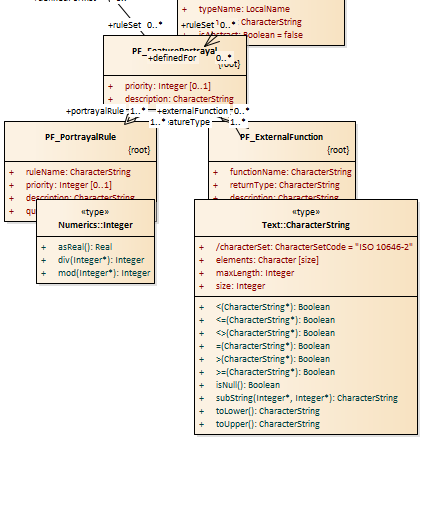 + typeName: LocalName
+ruleSet 0..*
+ruleSet 0..*
CharacterString
Boolean = false
PF_FeaturePortrayal
+definedFor 0..*
{root}
+ priority: Integer [0..1]
+ description: CharacterString
+portrayalRule 1..*
+externalFunction 0..*
1..*
1..*
PF_PortrayalRule
{root}
+ ruleName: CharacterString
+ priority: Integer [0..1]
+ description: CharacterString
+ qu
PF_ExternalFunction
{root}
+ functionName: CharacterString
+ returnType: CharacterString
+ description: CharacterString
«type»
Numerics::Integer
+ asReal(): Real
+ div(Integer*): Integer
+ mod(Integer*): Integer
«type»
Text::CharacterString
+ /characterSet: CharacterSetCode = "ISO 10646-2"
+ elements: Character [size]
+ maxLength: Integer
+ size: Integer
+ <(CharacterString*): Boolean
+ <=(CharacterString*): Boolean
+ <>(CharacterString*): Boolean
+ =(CharacterString*): Boolean
+ >(CharacterString*): Boolean
+ >=(CharacterString*): Boolean
+ isNull(): Boolean
+ subString(Integer*, Integer*): CharacterString
+ toLower(): CharacterString
+ toUpper(): CharacterString